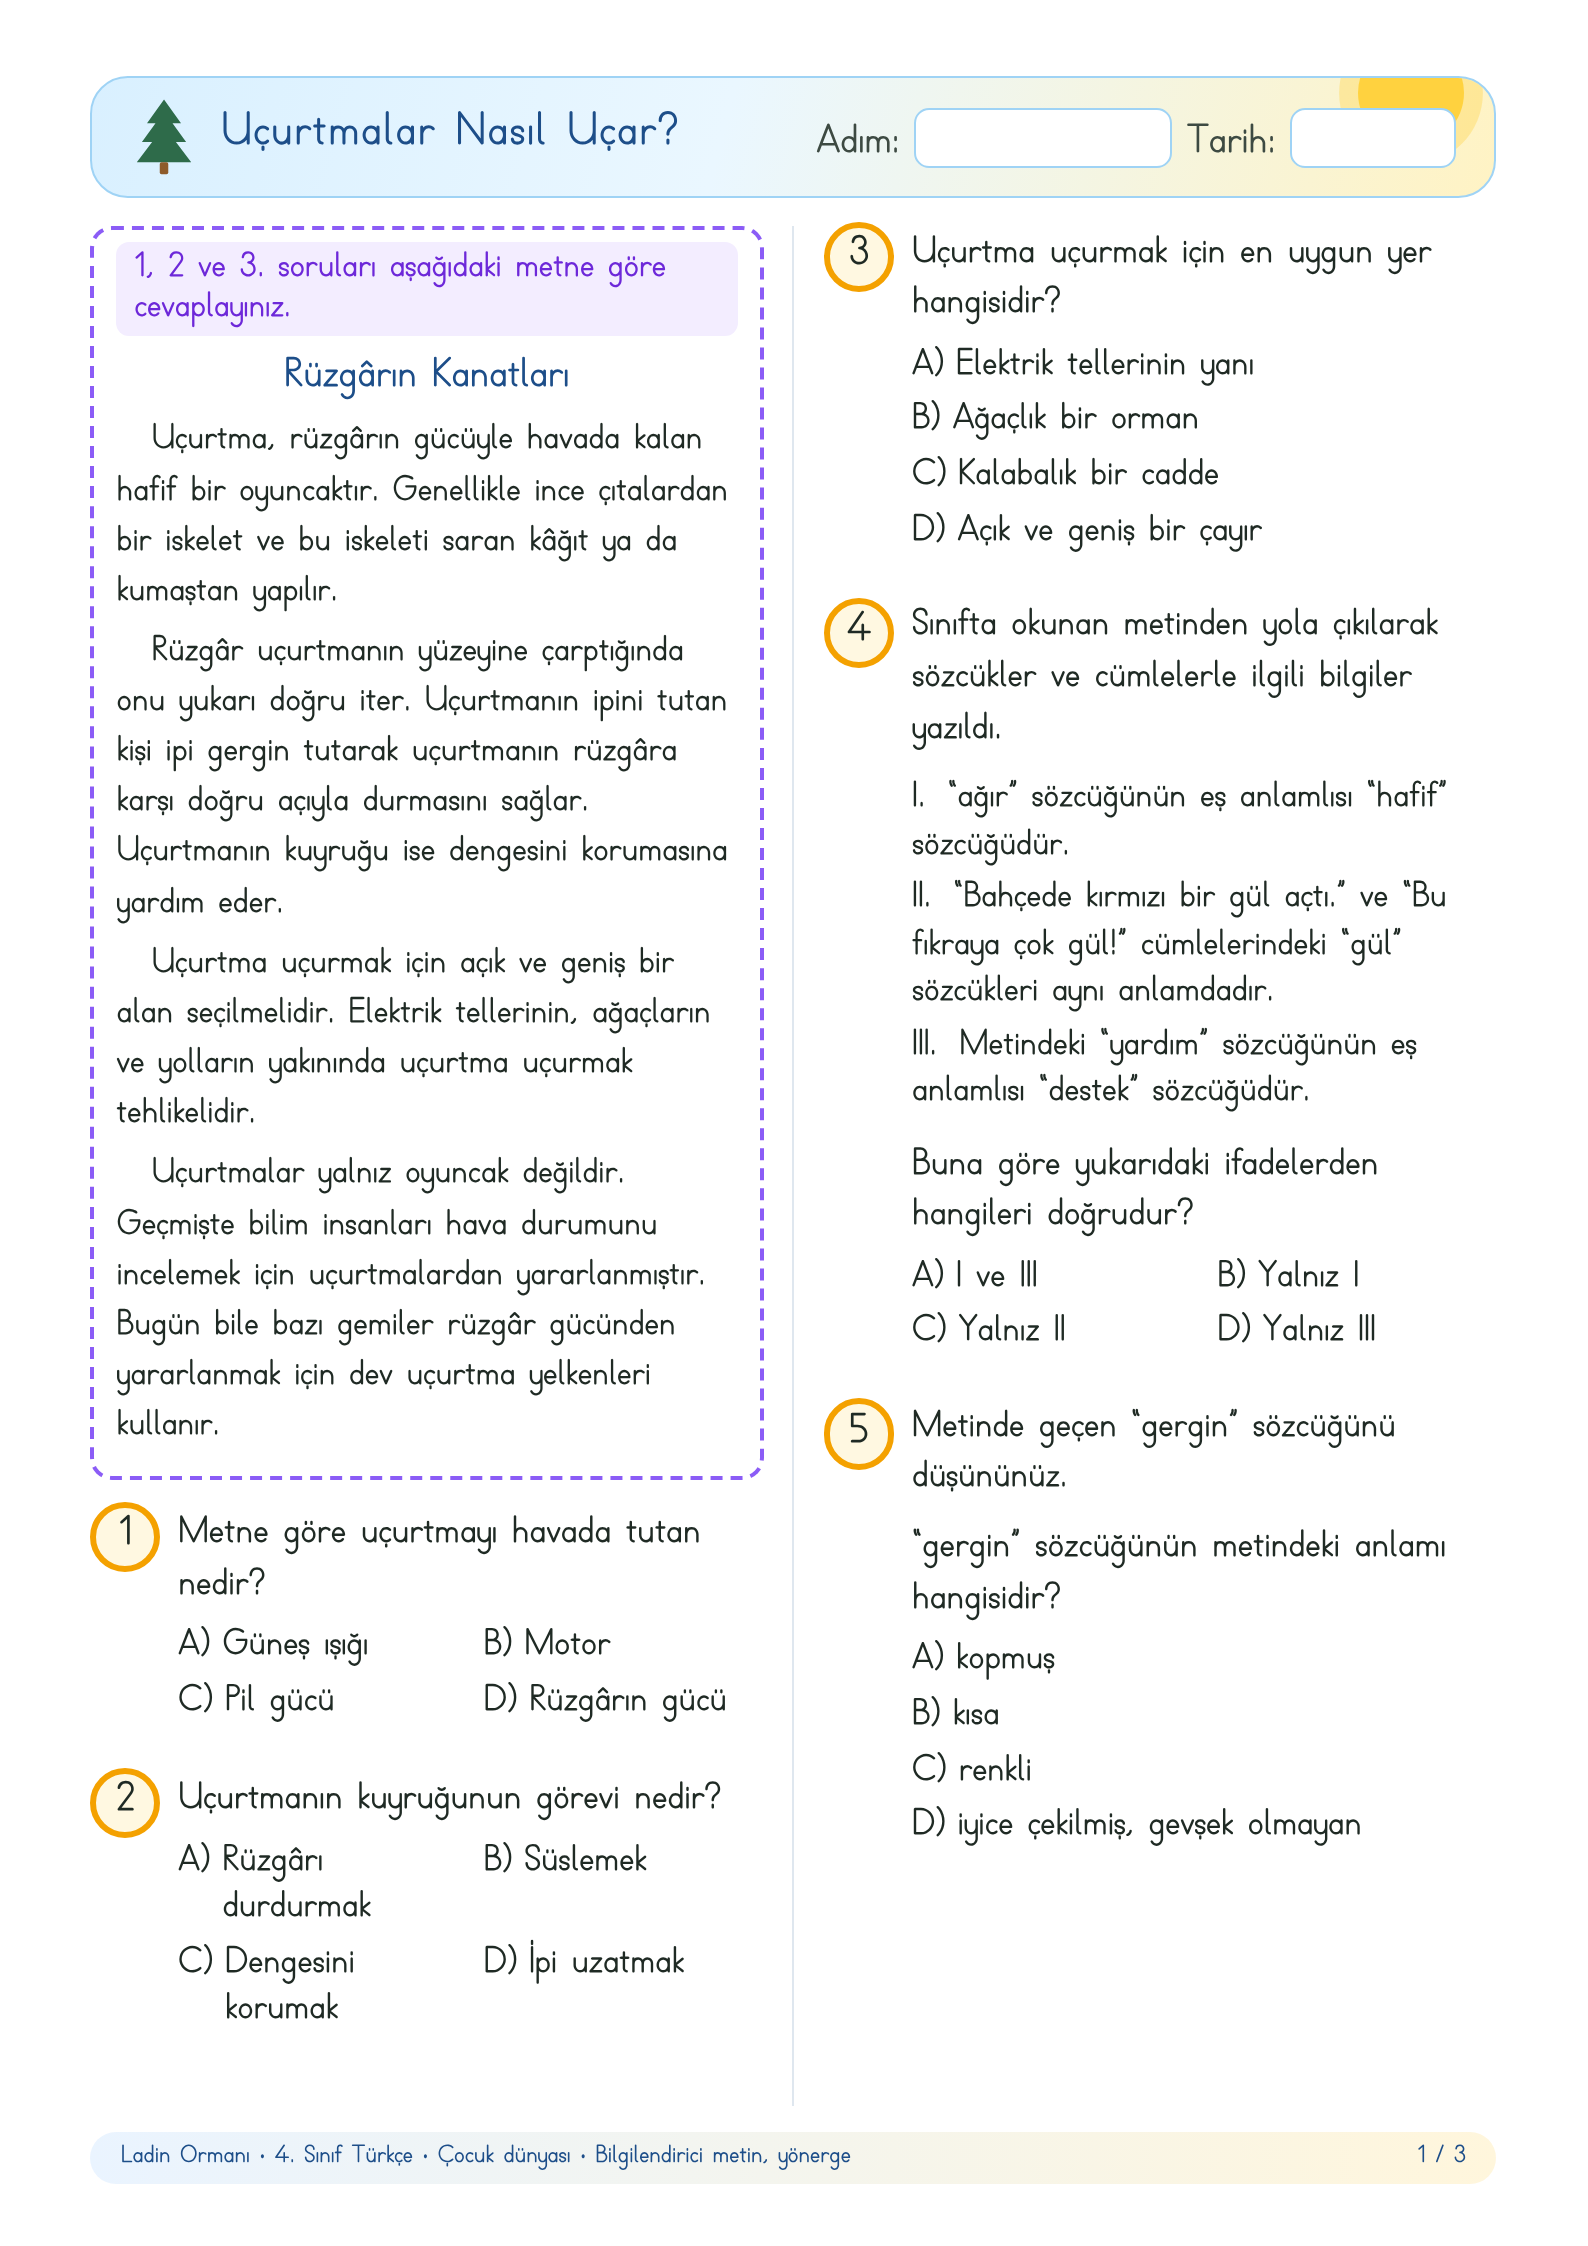 Uçurtmalar Nasıl Uçar?
Adım:
Tarih:
1, 2 ve 3. soruları aşağıdaki metne göre
cevaplayınız.
Rüzgârın Kanatları
Uçurtma, rüzgârın gücüyle havada kalan
hafif bir oyuncaktır. Genellikle ince çıtalardan
bir iskelet ve bu iskeleti saran kâğıt ya da
kumaştan yapılır.
Rüzgâr uçurtmanın yüzeyine çarptığında
onu yukarı doğru iter. Uçurtmanın ipini tutan
kişi ipi gergin tutarak uçurtmanın rüzgâra
karşı doğru açıyla durmasını sağlar.
Uçurtmanın kuyruğu ise dengesini korumasına
yardım eder.
Uçurtma uçurmak için açık ve geniş bir
alan seçilmelidir. Elektrik tellerinin, ağaçların
ve yolların yakınında uçurtma uçurmak
tehlikelidir.
Uçurtmalar yalnız oyuncak değildir.
Geçmişte bilim insanları hava durumunu
incelemek için uçurtmalardan yararlanmıştır.
Bugün bile bazı gemiler rüzgâr gücünden
yararlanmak için dev uçurtma yelkenleri
kullanır.
1
Metne göre uçurtmayı havada tutan
nedir?
A) Güneş ışığı
B) Motor
C) Pil gücü
D) Rüzgârın gücü
2
Uçurtmanın kuyruğunun görevi nedir?
A) Rüzgârı
durdurmak
B) Süslemek
C) Dengesini
korumak
D) İpi uzatmak
3
Uçurtma uçurmak için en uygun yer
hangisidir?
A) Elektrik tellerinin yanı
B) Ağaçlık bir orman
C) Kalabalık bir cadde
D) Açık ve geniş bir çayır
4
Sınıfta okunan metinden yola çıkılarak
sözcükler ve cümlelerle ilgili bilgiler
yazıldı.
I. “ağır” sözcüğünün eş anlamlısı “hafif”
sözcüğüdür.
II. “Bahçede kırmızı bir gül açtı.” ve “Bu
fıkraya çok gül!” cümlelerindeki “gül”
sözcükleri aynı anlamdadır.
III. Metindeki “yardım” sözcüğünün eş
anlamlısı “destek” sözcüğüdür.
Buna göre yukarıdaki ifadelerden
hangileri doğrudur?
A) I ve III
B) Yalnız I
C) Yalnız II
D) Yalnız III
5
Metinde geçen “gergin” sözcüğünü
düşününüz.
“gergin” sözcüğünün metindeki anlamı
hangisidir?
A) kopmuş
B) kısa
C) renkli
D) iyice çekilmiş, gevşek olmayan
Ladin Ormanı • 4. Sınıf Türkçe • Çocuk dünyası • Bilgilendirici metin, yönerge
1 / 3